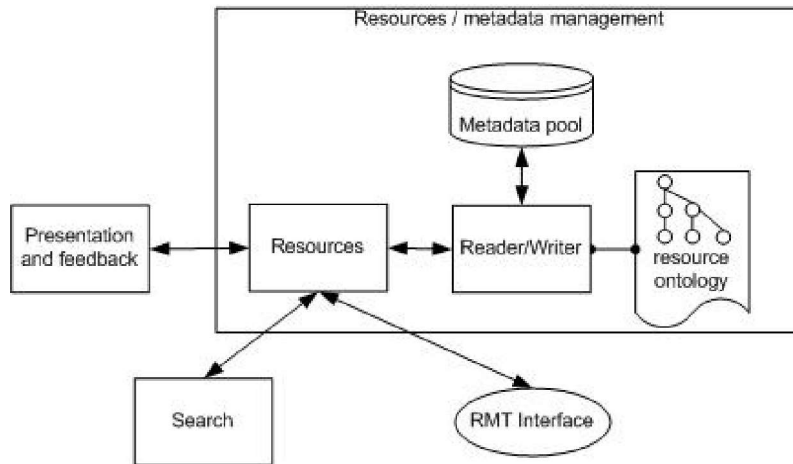 Resources / metadata management
Metadata pool
Presentation
and feedback
Resources
Reader/Writer
resource
ontology
Search
RMT Interface